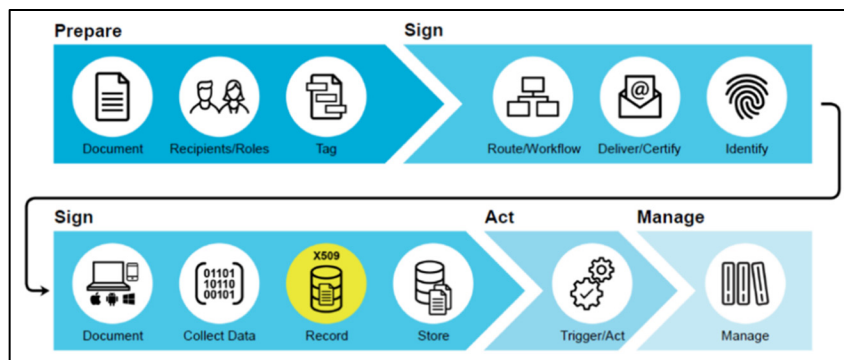 Prepare
Sign
@
Document
Recipients/Roles
Tag
Route/Workflow
Deliver/Certify
Identify
Sign
Act
Manage
X509
01101
10110
00101
Document
Collect Data
Record
Store
Trigger/Act
Manage